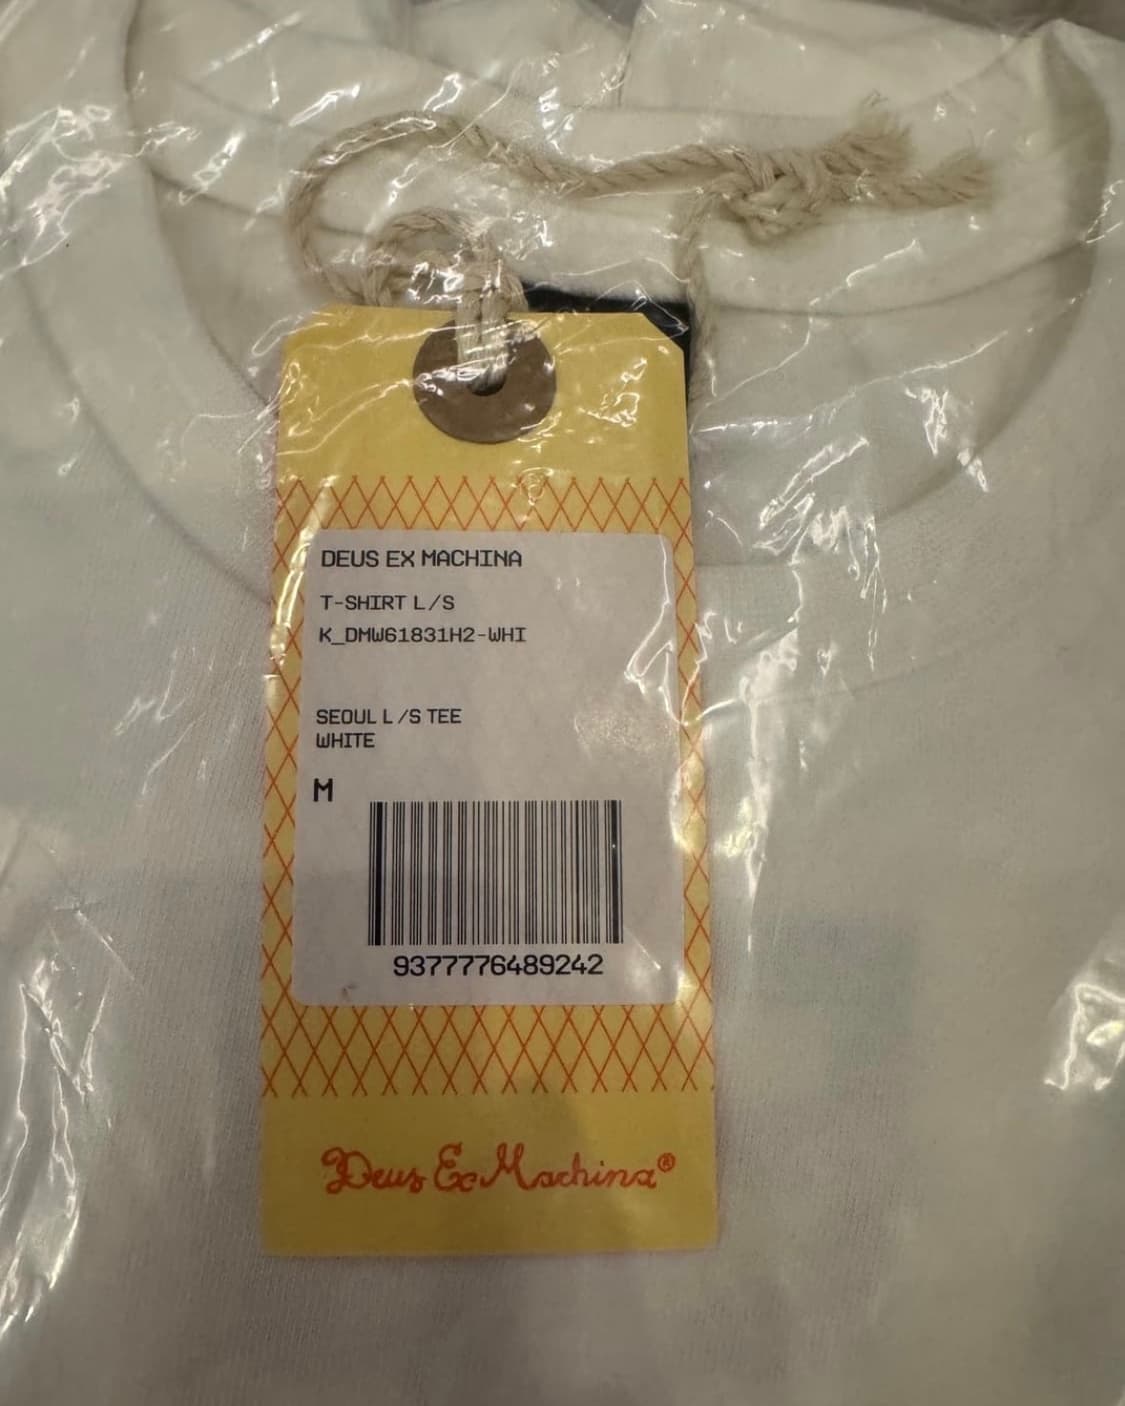 DEUS EX MACHINA
T-SHIRT L/S
K_DMW61831H2-WHI
SEOUL L/S TEE
WHITE
M
9377776489242
Deus Ex Machina®